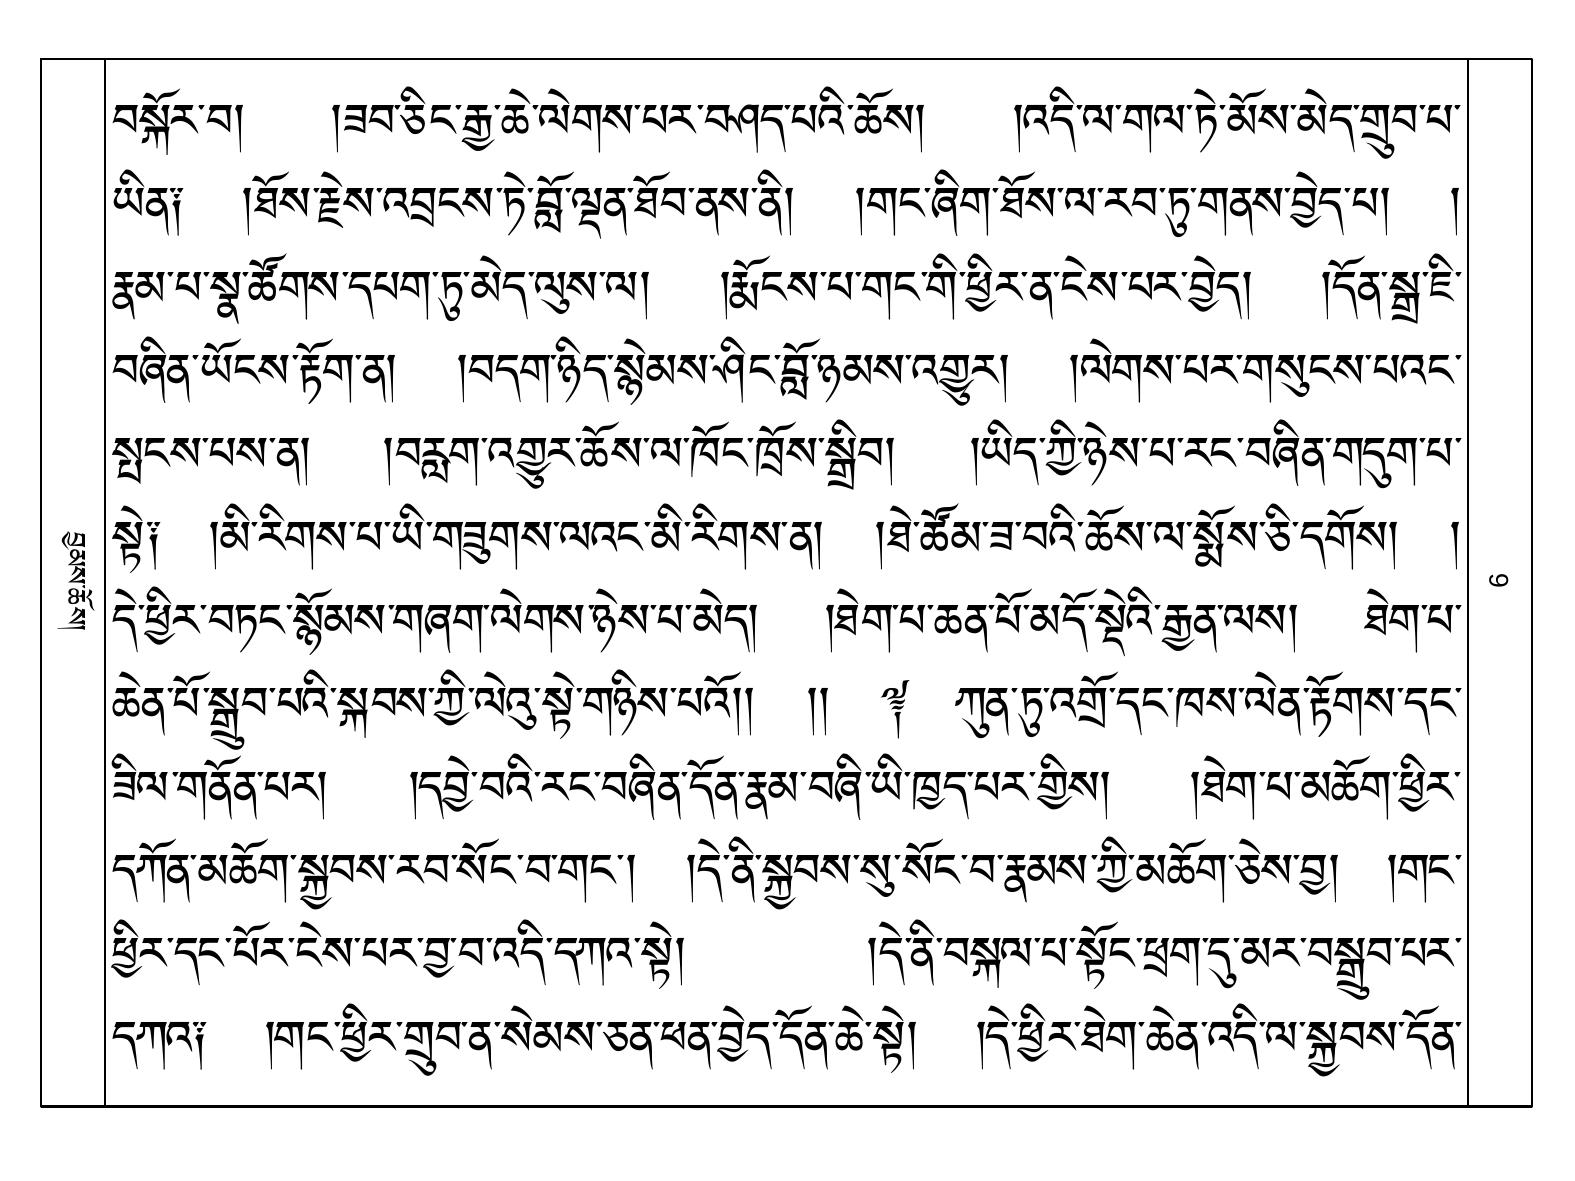 བསྐོར་བ། །ཟབ་ཅིང་རྒྱ་ཆེ་ལེགས་པར་བཤད་པའི་ཆོས། །འདི་ལ་གལ་ཏེ་མོས་མེད་གྲུབ་པ་
ཡིན༑ །ཐོས་རྗེས་འབྲངས་ཏེ་བློ་ལྡན་ཐོབ་ནས་ནི། །གང་ཞིག་ཐོས་ལ་རབ་ཏུ་གནས་བྱེད་པ། །
རྣམ་པ་སྣ་ཚོགས་དཔག་ཏུ་མེད་ལུས་ལ། །རྨོངས་པ་གང་གི་ཕྱིར་ན་ངེས་པར་བྱེད། །དོན་སྒྲ་ཇི་
བཞིན་ཡོངས་རྟོག་ན། །བདག་ཉིད་སྙེམས་ཤིང་བློ་ཉམས་འགྱུར། །ལེགས་པར་གསུངས་པའང་
སྤངས་པས་ན། །བརླག་འགྱུར་ཆོས་ལ་ཁོང་ཁྲོས་སྒྲིབ། །ཡིད་ཀྱི་ཉེས་པ་རང་བཞིན་གདུག་པ་
སྟེ༑ །མི་རིགས་པ་ཡི་གཟུགས་ལའང་མི་རིགས་ན། །ཐེ་ཚོམ་ཟ་བའི་ཆོས་ལ་སྨོས་ཅི་དགོས། །
དེ་ཕྱིར་བཏང་སྙོམས་གཞག་ལེགས་ཉེས་པ་མེད། །ཐེག་པ་ཆན་པོ་མདོ་སྡེའི་རྒྱན་ལས། ཐེག་པ་
ཆེན་པོ་སྒྲུབ་པའི་སྐབས་ཀྱི་ལེའུ་སྟེ་གཉིས་པའོ།། །། ༈ ཀུན་ཏུ་འགྲོ་དང་ཁས་ལེན་རྟོགས་དང་
ཟིལ་གནོན་པར། །དབྱེ་བའི་རང་བཞིན་དོན་རྣམ་བཞི་ཡི་ཁྱད་པར་གྱིས། །ཐེག་པ་མཆོག་ཕྱིར་
དཀོན་མཆོག་སྐྱབས་རབ་སོང་བ་གང་། །དེ་ནི་སྐྱབས་སུ་སོང་བ་རྣམས་ཀྱི་མཆོག་ཅེས་བྱ། །གང་
ཕྱིར་དང་པོར་ངེས་པར་བྱ་བ་འདི་དཀའ་སྟེ། །དེ་ནི་བསྐལ་པ་སྟོང་ཕྲག་དུ་མར་བསྒྲུབ་པར་
དཀའ༑ །གང་ཕྱིར་གྲུབ་ན་སེམས་ཅན་ཕན་བྱེད་དོན་ཆེ་སྟེ། །དེ་ཕྱིར་ཐེག་ཆེན་འདི་ལ་སྐྱབས་དོན་
བྱམས་ཆོས།
9